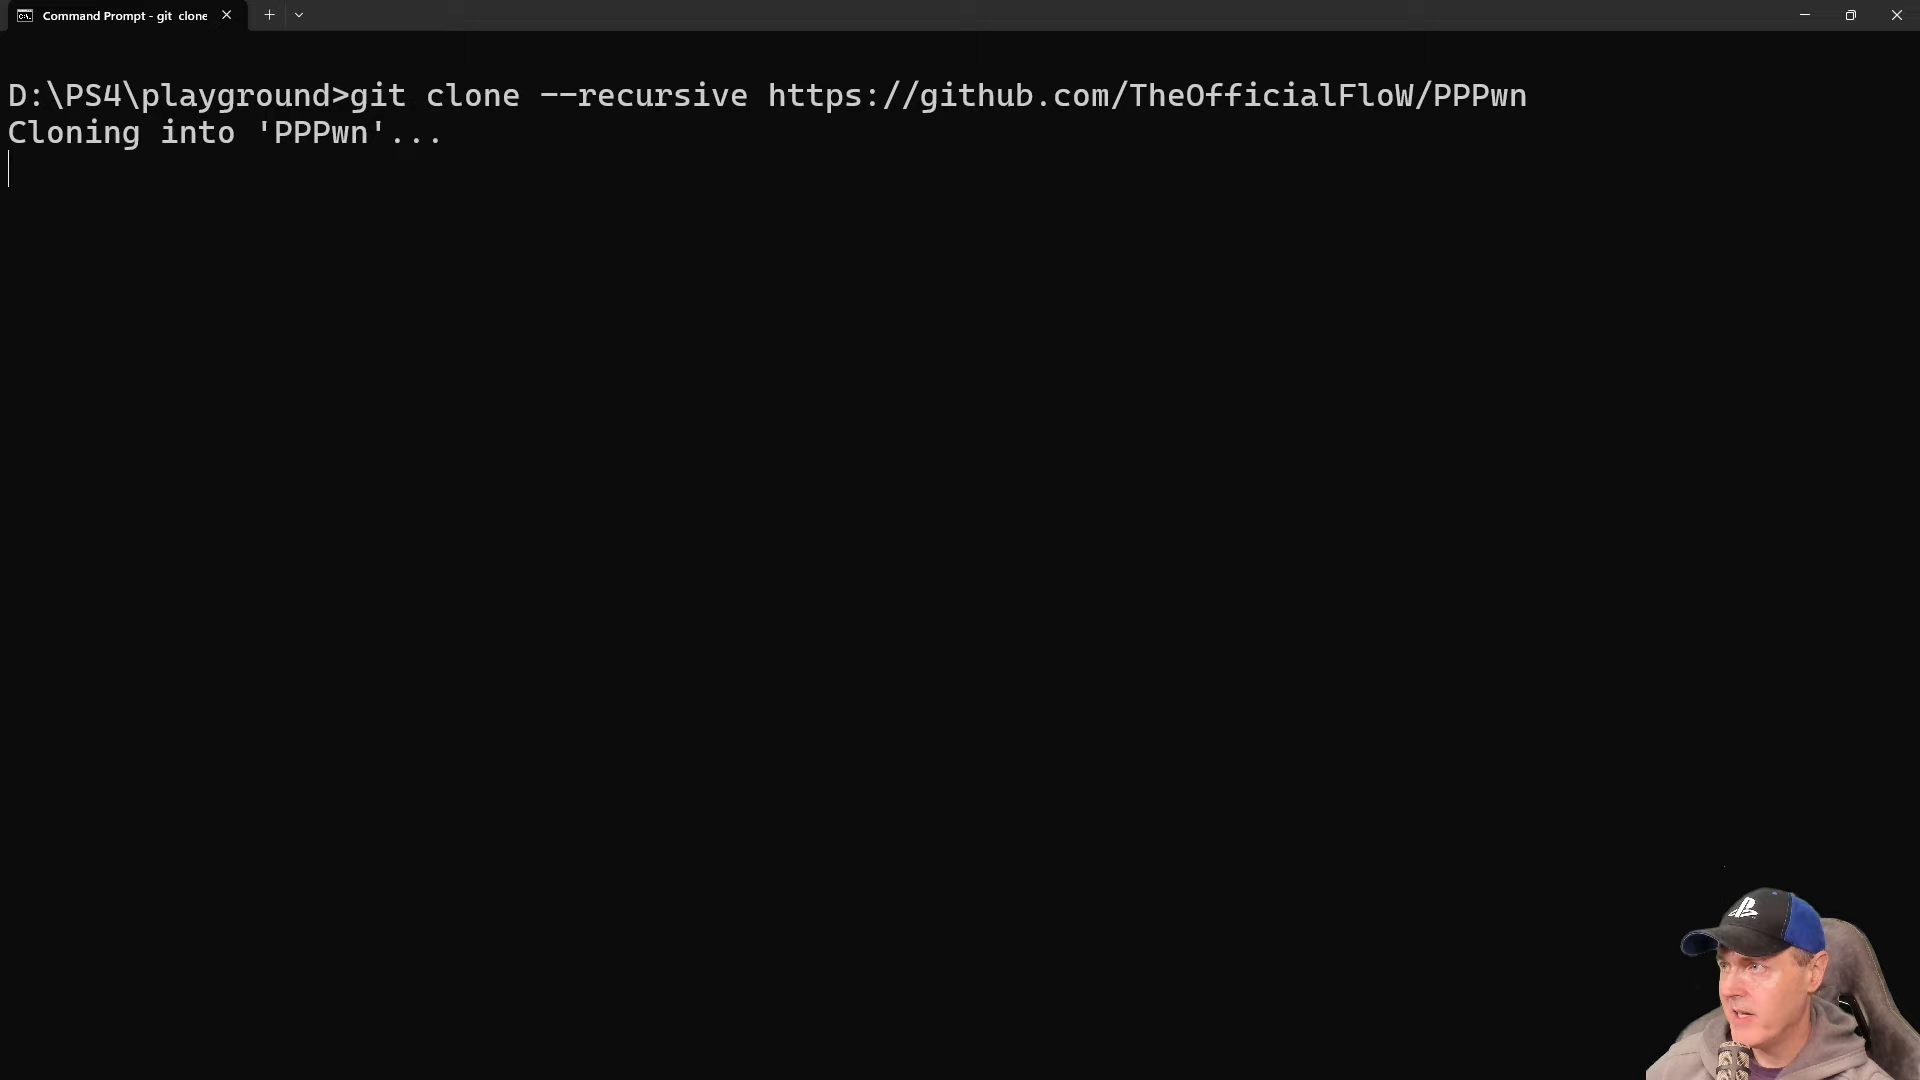 Command Prompt - git clone
D:\PS4\playground>git clone --recursive https://github.com/TheOfficialFloW/PPPwn
Cloning into 'PPPwn'...